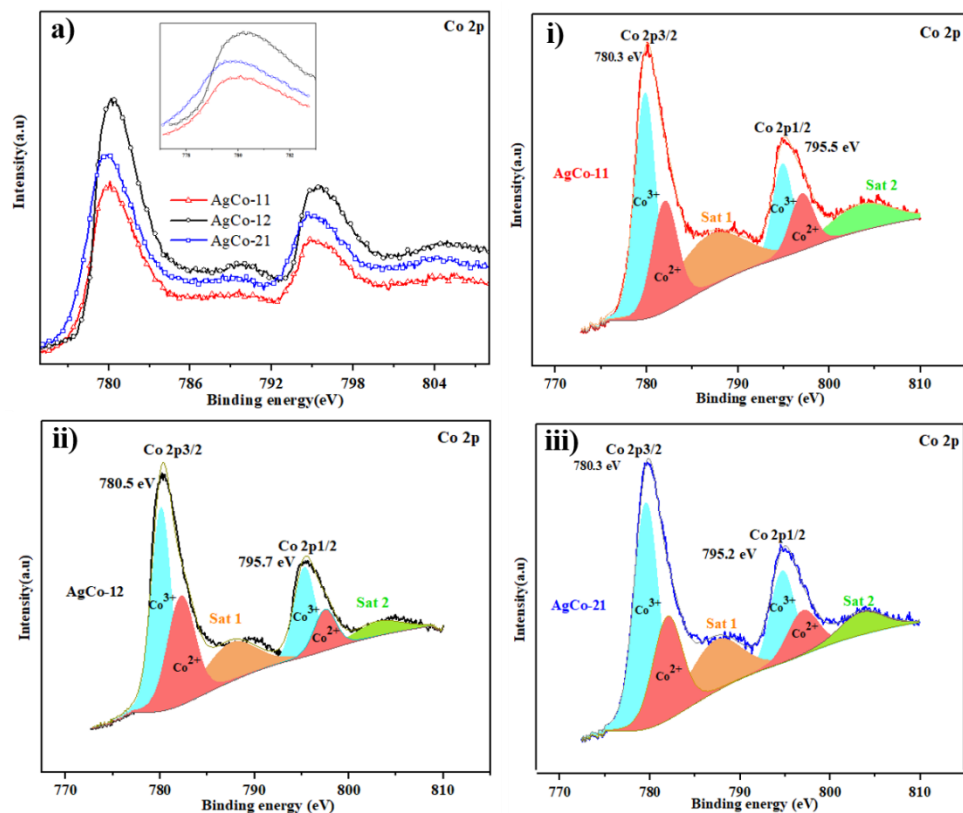 a)
Co 2p
778 780 782
AgCo-11
AgCo-12
AgCo-21
Intensity(a.u)
780 786 792 798 804
Binding energy(eV)
i)
Co 2p
Co 2p3/2
780.3 eV
Co 2p1/2
795.5 eV
AgCo-11
Sat 2
Co3+
Co3+
Sat 1
Co2+
Co2+
Intensity(a.u)
770 780 790 800 810
Binding energy (eV)
ii)
Co 2p
Co 2p3/2
780.5 eV
Co 2p1/2
795.7 eV
AgCo-12
Co3+
Sat 1
Co3+
Sat 2
Co2+
Co2+
Intensity(a.u)
770 780 790 800 810
Binding energy (eV)
iii)
Co 2p
Co 2p3/2
780.3 eV
Co 2p1/2
795.2 eV
AgCo-21
Co3+
Sat 1
Co3+
Sat 2
Co2+
Co2+
Intensity(a.u)
770 780 790 800 810
Binding energy (eV)